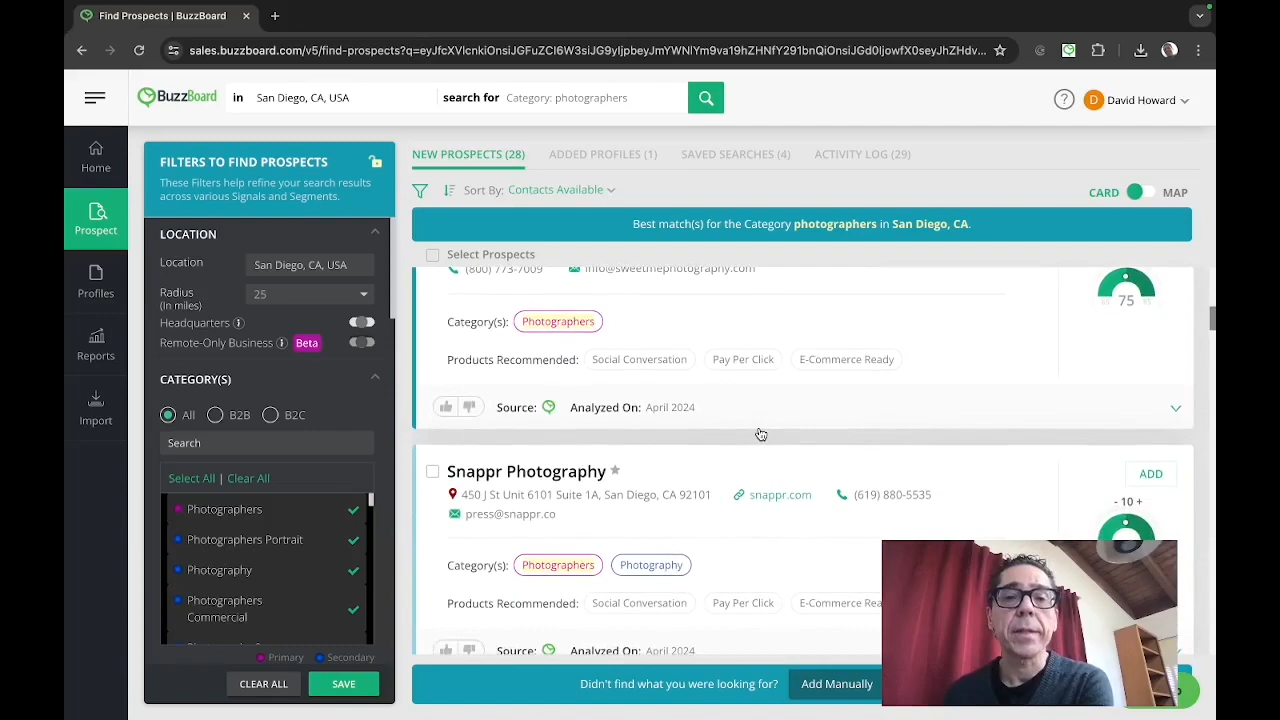 Find Prospects | BuzzBoard
sales.buzzboard.com/v5/find-prospects?q=
BuzzBoard
in San Diego, CA, USA
search for Category: photographers
David Howard
Home
Prospect
Profiles
Reports
Import
FILTERS TO FIND PROSPECTS
These Filters help refine your search results
across various Signals and Segments.
LOCATION
Location San Diego, CA, USA
Radius
(In miles) 25
Headquarters
Remote-Only Business Beta
CATEGORY(S)
All B2B B2C
Search
Select All | Clear All
Photographers
Photographers Portrait
Photography
Photographers
Commercial
Primary Secondary
CLEAR ALL SAVE
NEW PROSPECTS (28) ADDED PROFILES (1) SAVED SEARCHES (4) ACTIVITY LOG (29)
Sort By: Contacts Available
CARD MAP
Best match(s) for the Category photographers in San Diego, CA.
Select Prospects
(800) 773-7009 info@sweetmephotography.com
75
Category(s): Photographers
Products Recommended: Social Conversation Pay Per Click E-Commerce Ready
Source: Analyzed On: April 2024
Snappr Photography
ADD
450 J St Unit 6101 Suite 1A, San Diego, CA 92101 snappr.com (619) 880-5535
- 10 +
press@snappr.co
Category(s): Photographers Photography
Products Recommended: Social Conversation Pay Per Click E-Commerce Rea
Source: Analyzed On: April 2024
Didn't find what you were looking for? Add Manually